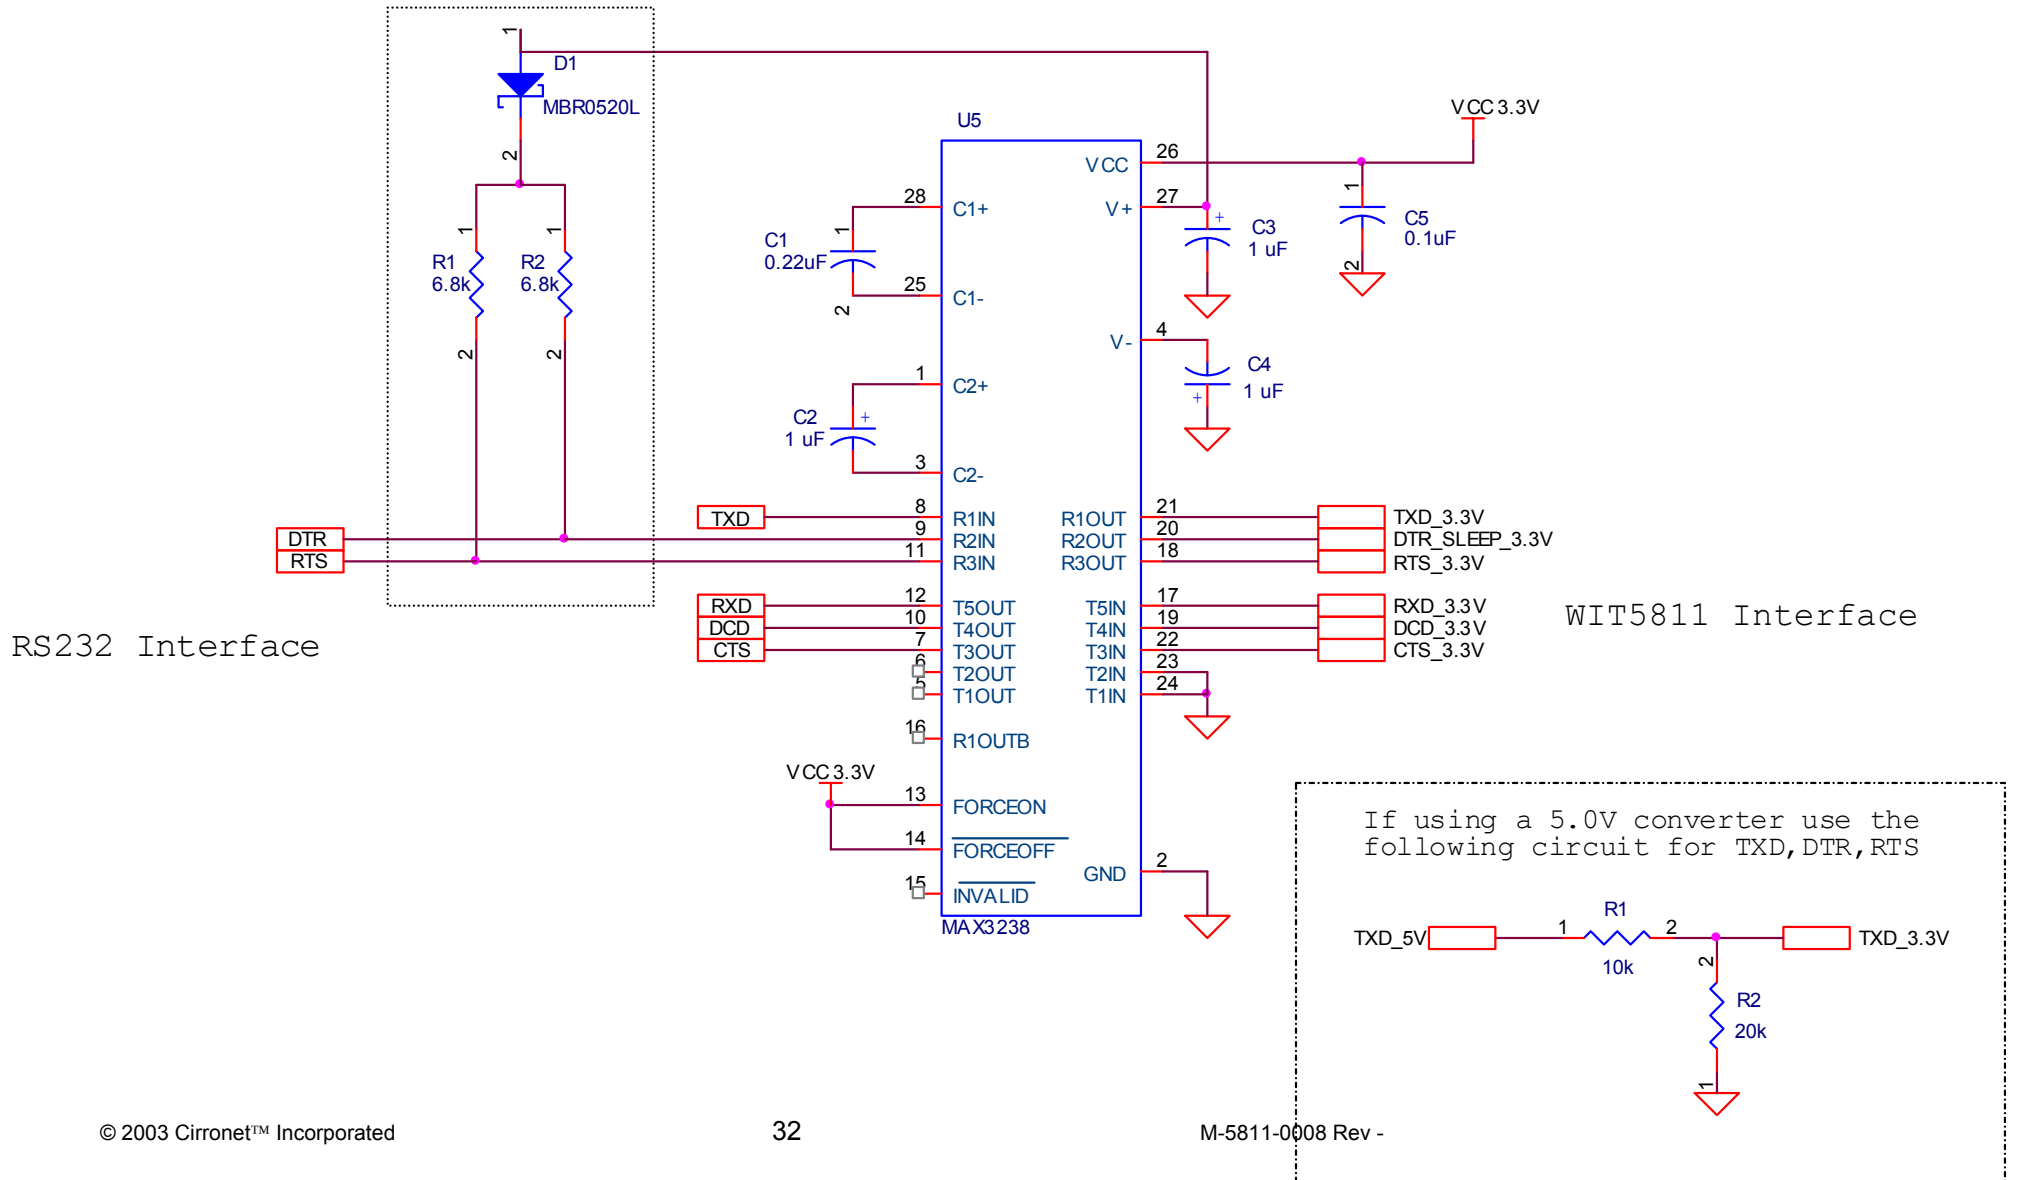 1
D1
MBR0520L
2
1
R1
6.8k
2
1
R2
6.8k
2
DTR
RTS
RS232 Interface
U5
VCC 26
V+ 27
V- 4
28 C1+
25 C1-
1 C2+
3 C2-
8 R1IN
9 R2IN
11 R3IN
12 T5OUT
10 T4OUT
7 T3OUT
6 T2OUT
5 T1OUT
16 R1OUTB
13 FORCEON
14 FORCEOFF
15 INVALID
R1OUT 21
R2OUT 20
R3OUT 18
T5IN 17
T4IN 19
T3IN 22
T2IN 23
T1IN 24
GND 2
MAX3238
C1
0.22uF
1
2
C2
1 uF
+
TXD
RXD
DCD
CTS
VCC 3.3V
VCC 3.3V
+
C3
1 uF
1
C5
0.1uF
2
C4
1 uF
+
TXD_3.3V
DTR_SLEEP_3.3V
RTS_3.3V
RXD_3.3V
DCD_3.3V
CTS_3.3V
WIT5811 Interface
If using a 5.0V converter use the
following circuit for TXD,DTR,RTS
R1
TXD_5V 1 2 TXD_3.3V
10k
2
R2
20k
1
© 2003 Cirronet™ Incorporated 32 M-5811-0008 Rev -